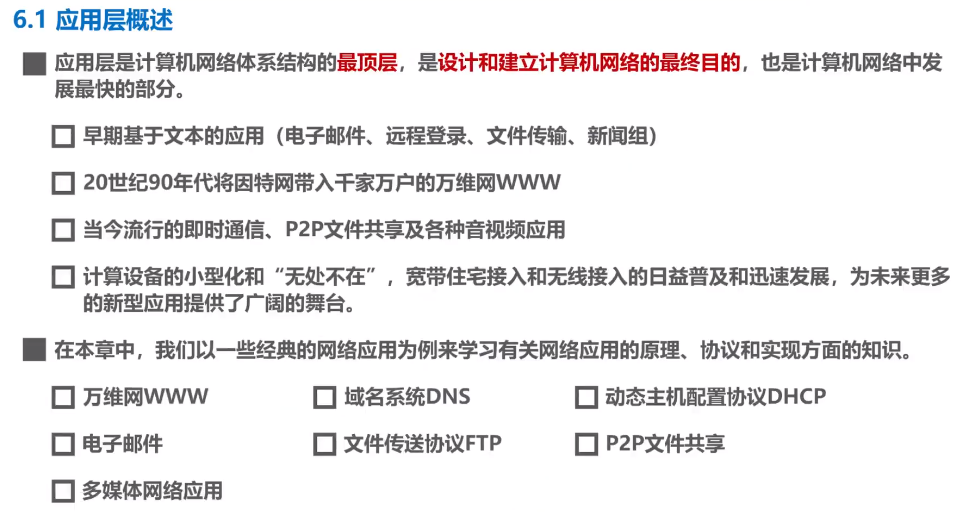 6.1 应用层概述
应用层是计算机网络体系结构的最顶层，是设计和建立计算机网络的最终目的，也是计算机网络中发
展最快的部分。
早期基于文本的应用（电子邮件、远程登录、文件传输、新闻组）
20世纪90年代将因特网带入千家万户的万维网WWW
当今流行的即时通信、P2P文件共享及各种音视频应用
计算设备的小型化和“无处不在”，宽带住宅接入和无线接入的日益普及和迅速发展，为未来更多
的新型应用提供了广阔的舞台。
在本章中，我们以一些经典的网络应用为例来学习有关网络应用的原理、协议和实现方面的知识。
万维网WWW 域名系统DNS 动态主机配置协议DHCP
电子邮件 文件传送协议FTP P2P文件共享
多媒体网络应用